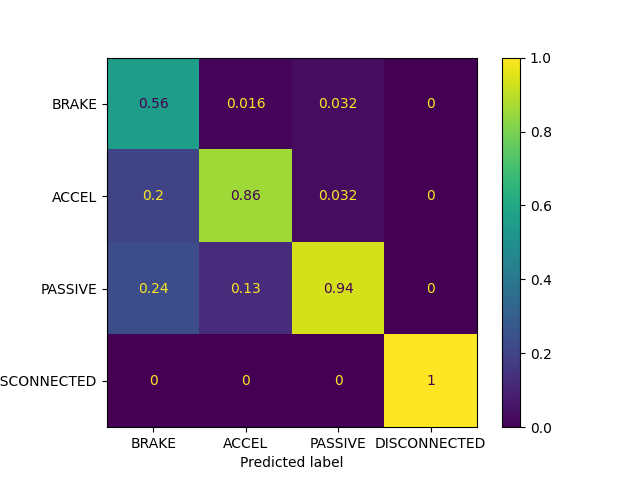 BRAKE 0.56 0.016 0.032 0
ACCEL 0.2 0.86 0.032 0
PASSIVE 0.24 0.13 0.94 0
SCONNECTED 0 0 0 1
BRAKE ACCEL PASSIVE DISCONNECTED
Predicted label
1.0
0.8
0.6
0.4
0.2
0.0